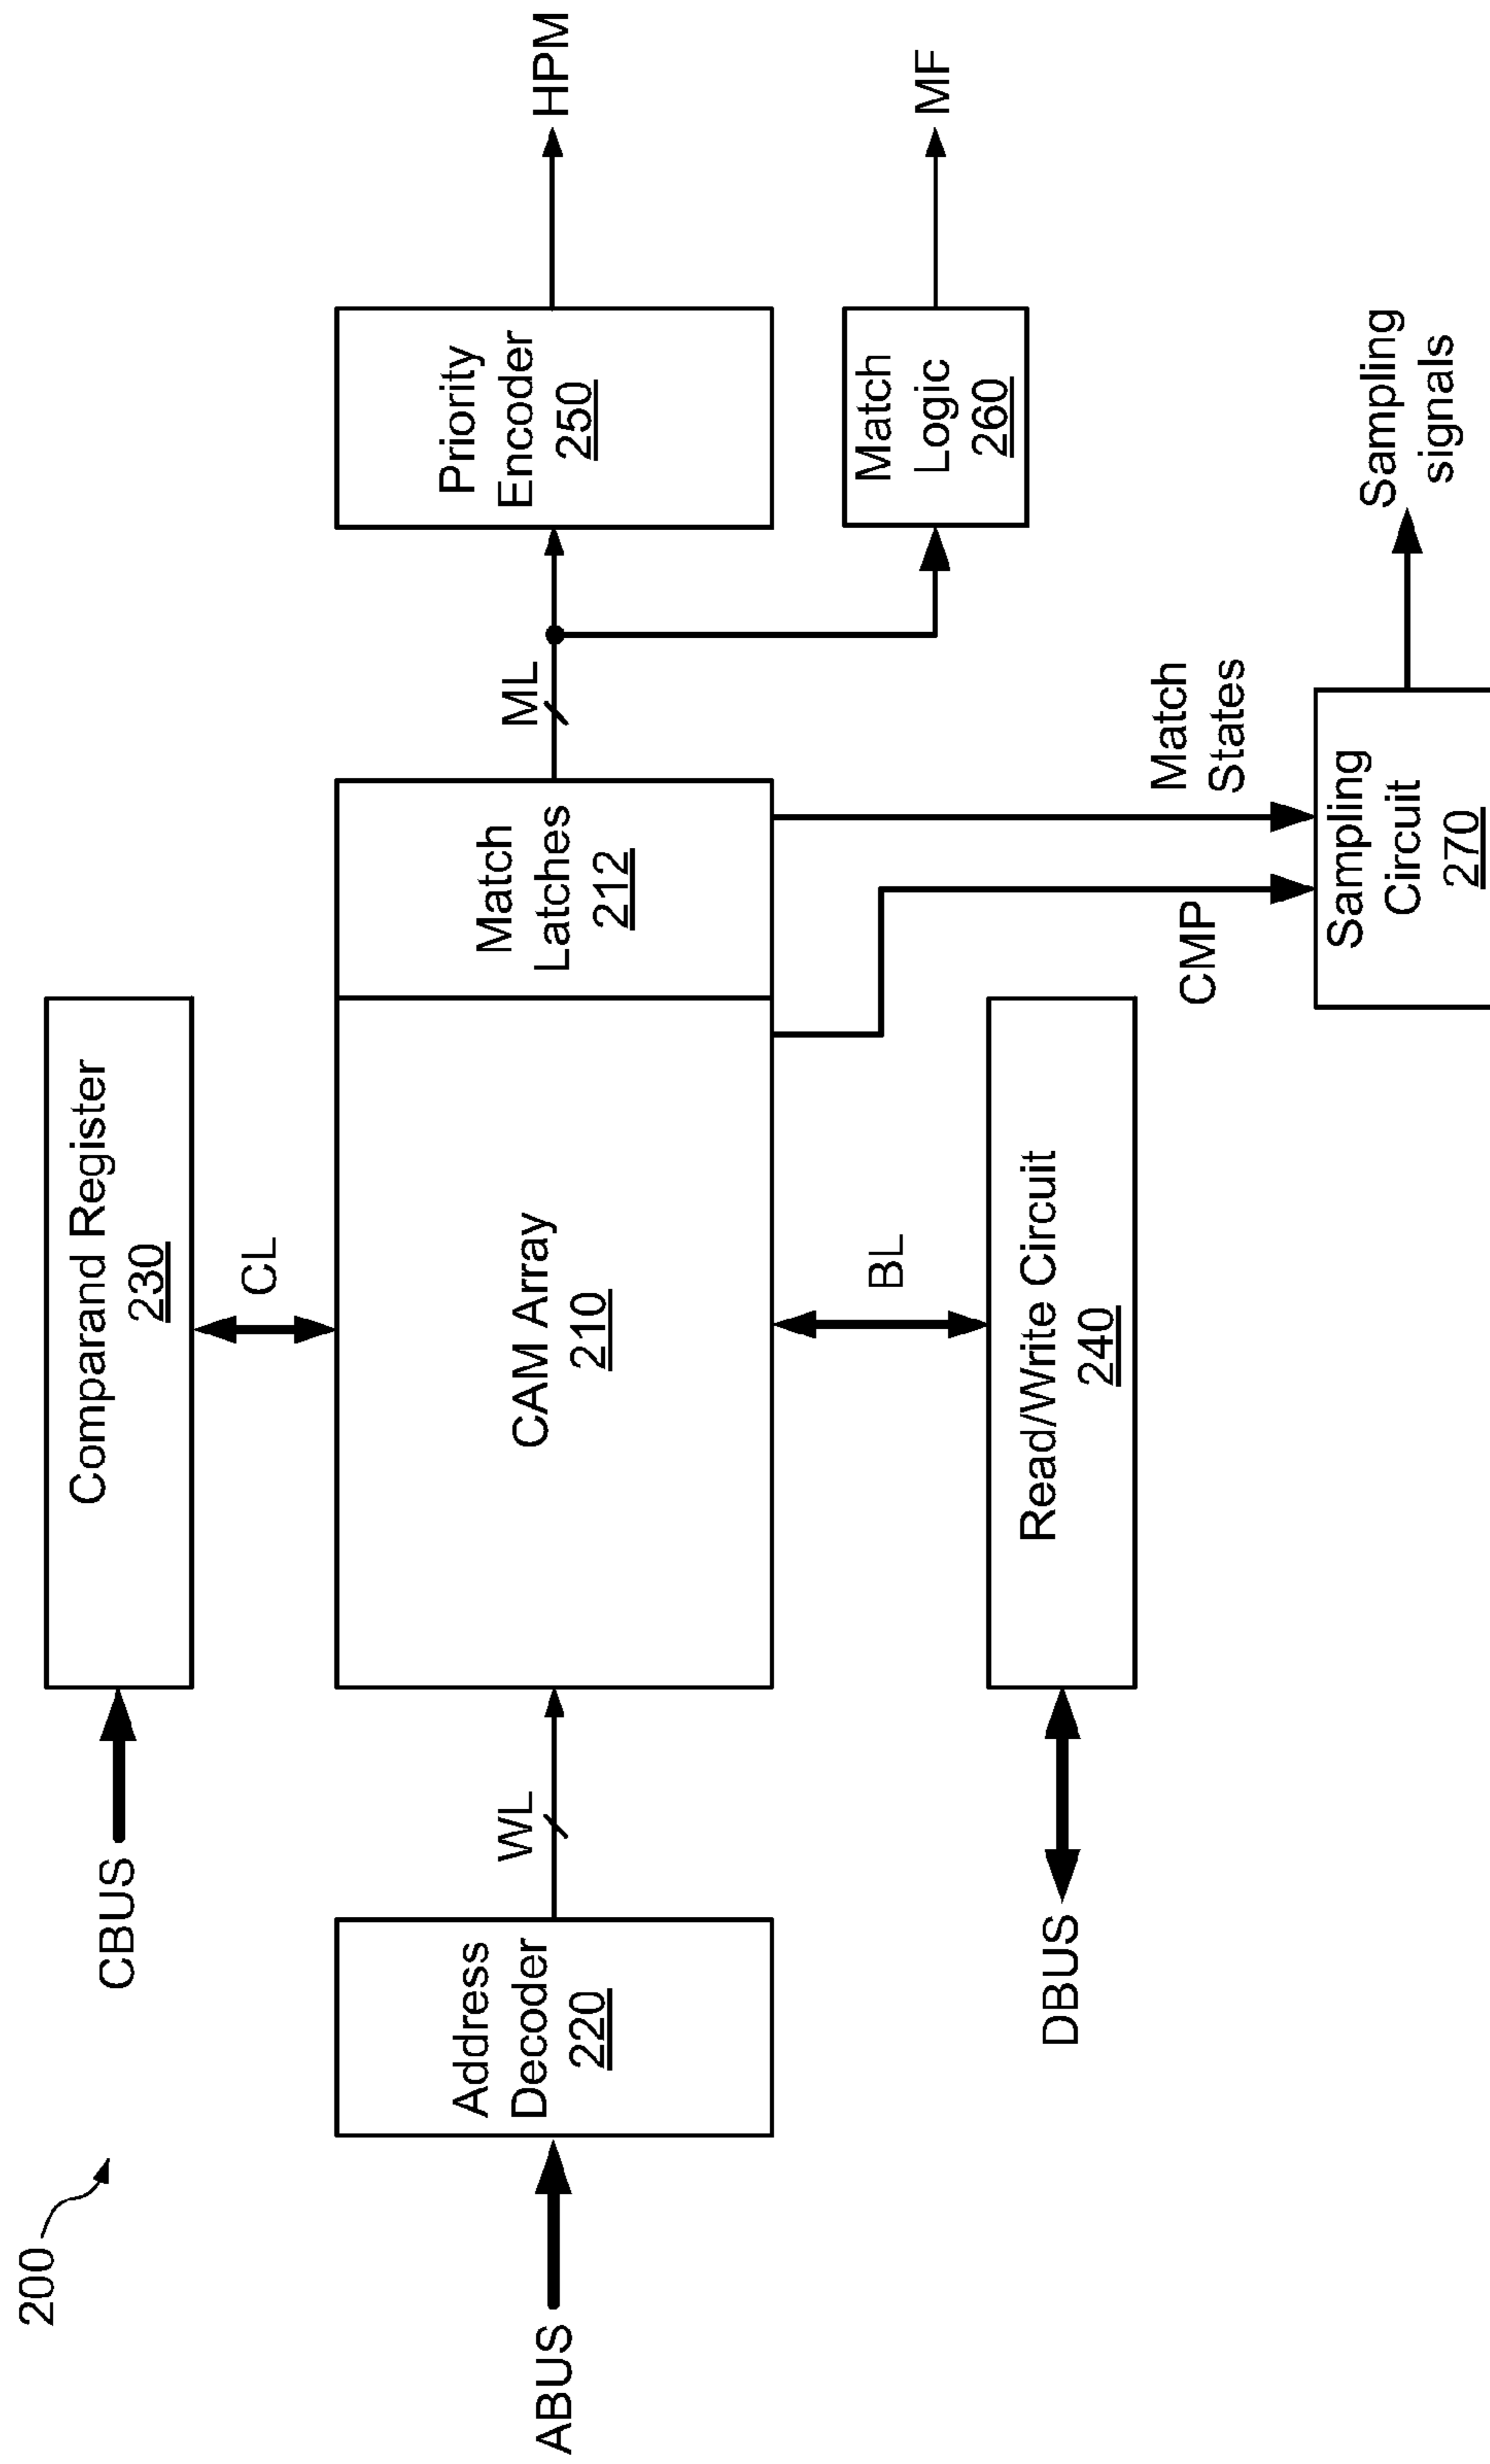 200
CBUS
Comparand Register
230
CL
ABUS
Address
Decoder
220
WL
CAM Array
210
Match
Latches
212
ML
Priority
Encoder
250
HPM
Match
Logic
260
MF
BL
DBUS
Read/Write Circuit
240
CMP
Match
States
Sampling
Circuit
270
Sampling
signals